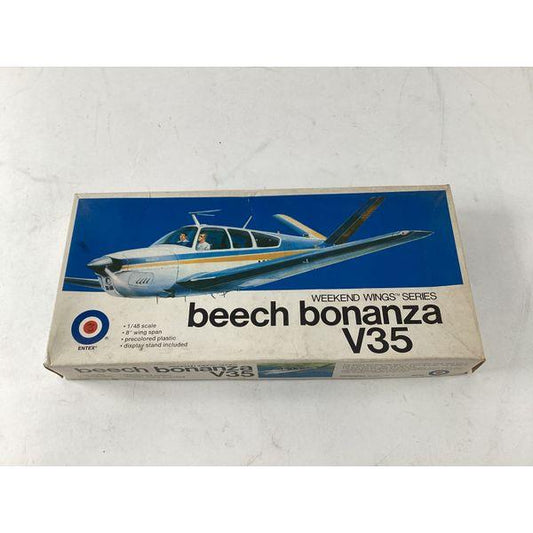 WEEKEND WINGS™ SERIES
beech bonanza
V35
• 1/48 scale
• 8" wing span
• precolored plastic
• display stand included
ENTEX®
beech bonanza
V35